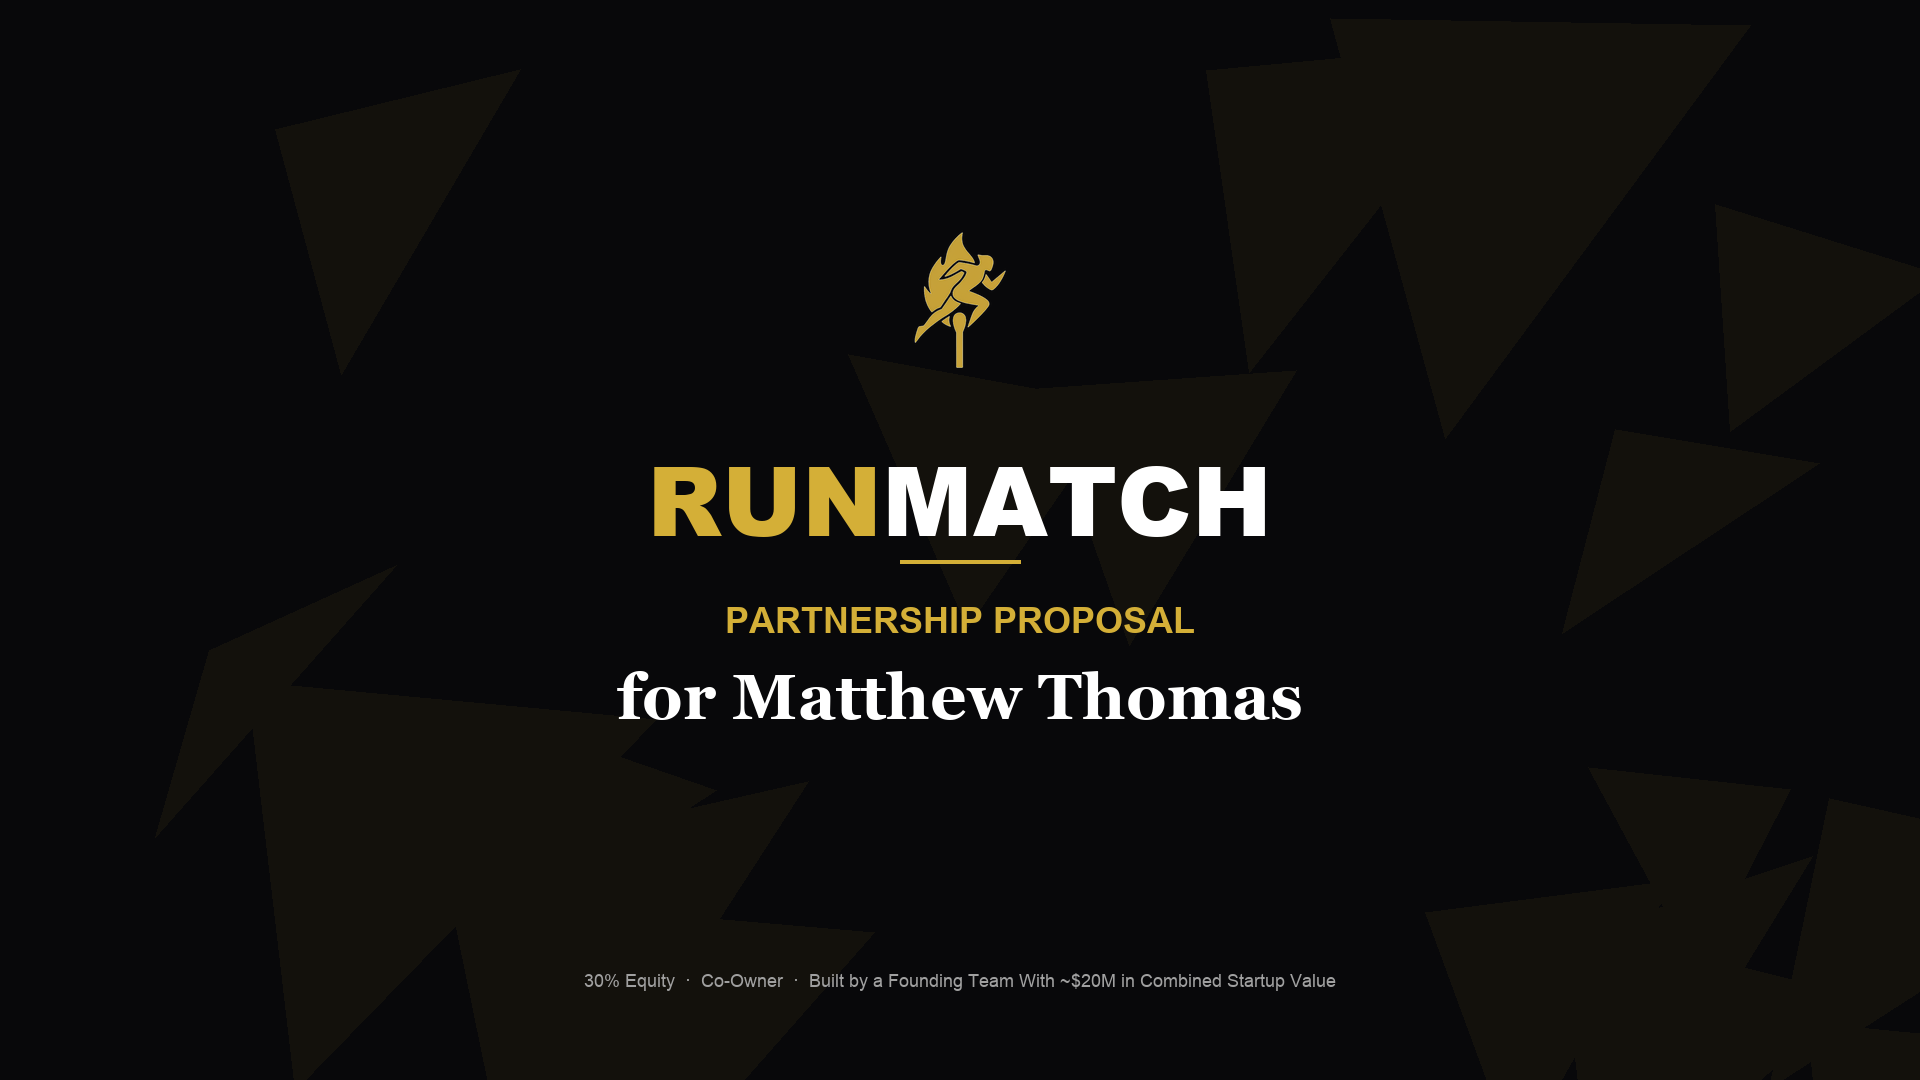 RUNMATCH
PARTNERSHIP PROPOSAL
for Matthew Thomas
30% Equity · Co-Owner · Built by a Founding Team With ~$20M in Combined Startup Value